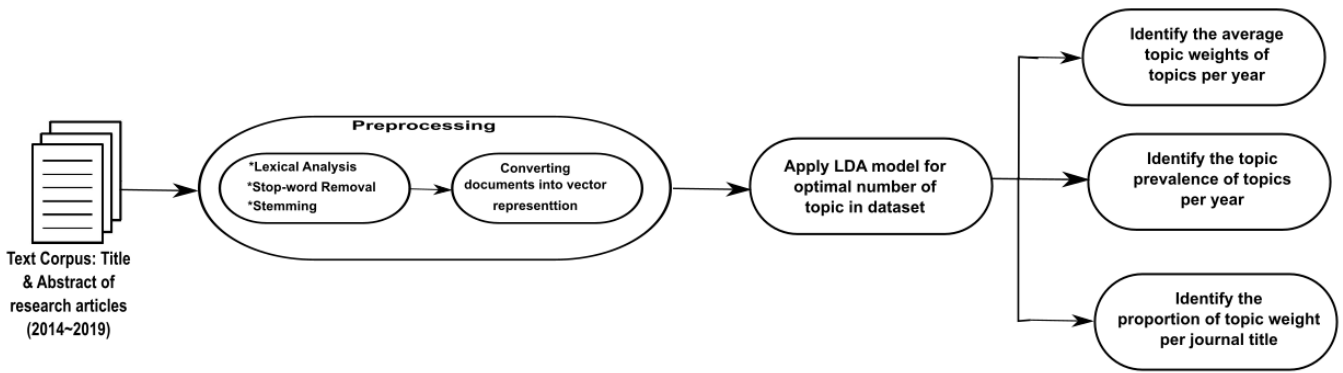 Text Corpus: Title
& Abstract of
research articles
(2014~2019)
Preprocessing
*Lexical Analysis
*Stop-word Removal
*Stemming
Converting
documents into vector
representtion
Apply LDA model for
optimal number of
topic in dataset
Identify the average
topic weights of
topics per year
Identify the topic
prevalence of topics
per year
Identify the
proportion of topic weight
per journal title